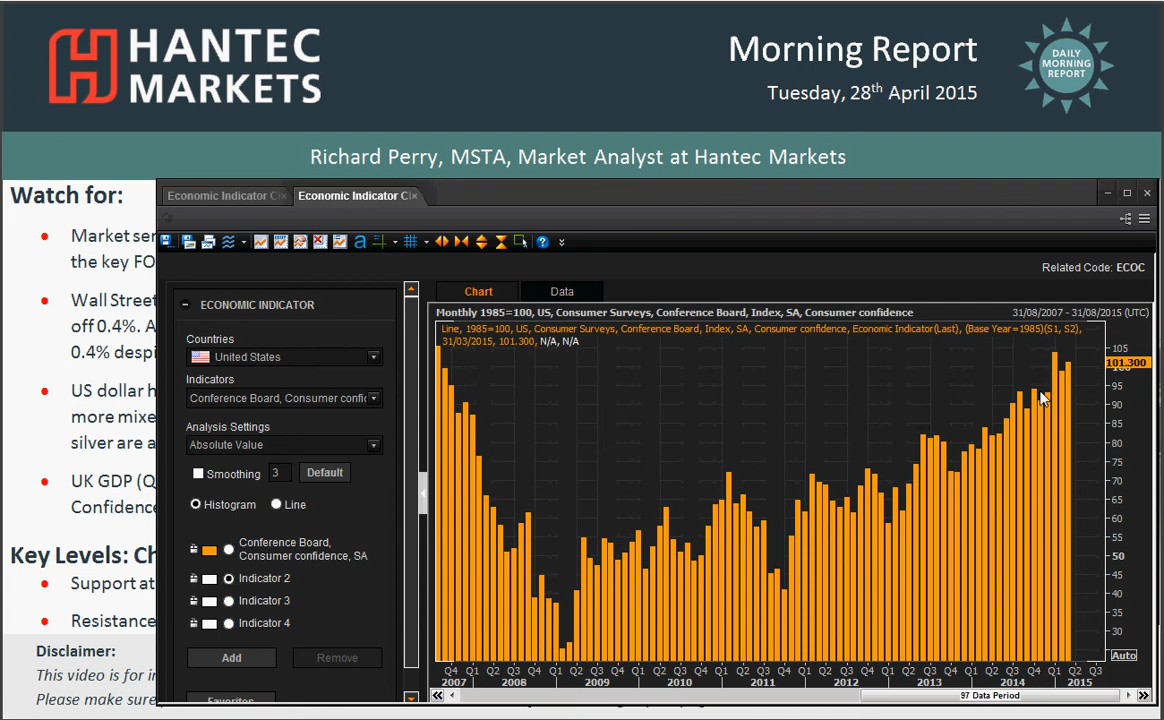 HANTEC
MARKETS
Morning Report
Tuesday, 28th April 2015
DAILY
MORNING
REPORT
Richard Perry, MSTA, Market Analyst at Hantec Markets
Watch for:
Market ser
the key FO
Wall Street
off 0.4%. A
0.4% despi
US dollar h
more mixe
silver are a
UK GDP (Q
Confidence
Key Levels: Ch
Support at
Resistance
Disclaimer:
This video is for in
Please make sure
Economic Indicator C
Economic Indicator C
Related Code: ECOC
ECONOMIC INDICATOR
Countries
United States
Indicators
Conference Board, Consumer confi
Analysis Settings
Absolute Value
Smoothing 3 Default
Histogram Line
Conference Board,
Consumer confidence, SA
Indicator 2
Indicator 3
Indicator 4
Add Remove
Favorites
Chart Data
Monthly 1985=100, US, Consumer Surveys, Conference Board, Index, SA, Consumer confidence 31/08/2007 - 31/08/2015 (UTC)
Line, 1985=100, US, Consumer Surveys, Conference Board, Index, SA, Consumer confidence, Economic Indicator(Last), (Base Year=1985)(S1, S2),
31/03/2015, 101.300, N/A, N/A
105
101.300
100
95
90
85
80
75
70
65
60
55
50
45
40
35
30
Auto
Q4 Q1 Q2 Q3 Q4 Q1 Q2 Q3 Q4 Q1 Q2 Q3 Q4 Q1 Q2 Q3 Q4 Q1 Q2 Q3 Q4 Q1 Q2 Q3 Q4 Q1 Q2 Q3 Q4 Q1 Q2 Q3
2007 2008 2009 2010 2011 2012 2013 2014 2015
97 Data Period